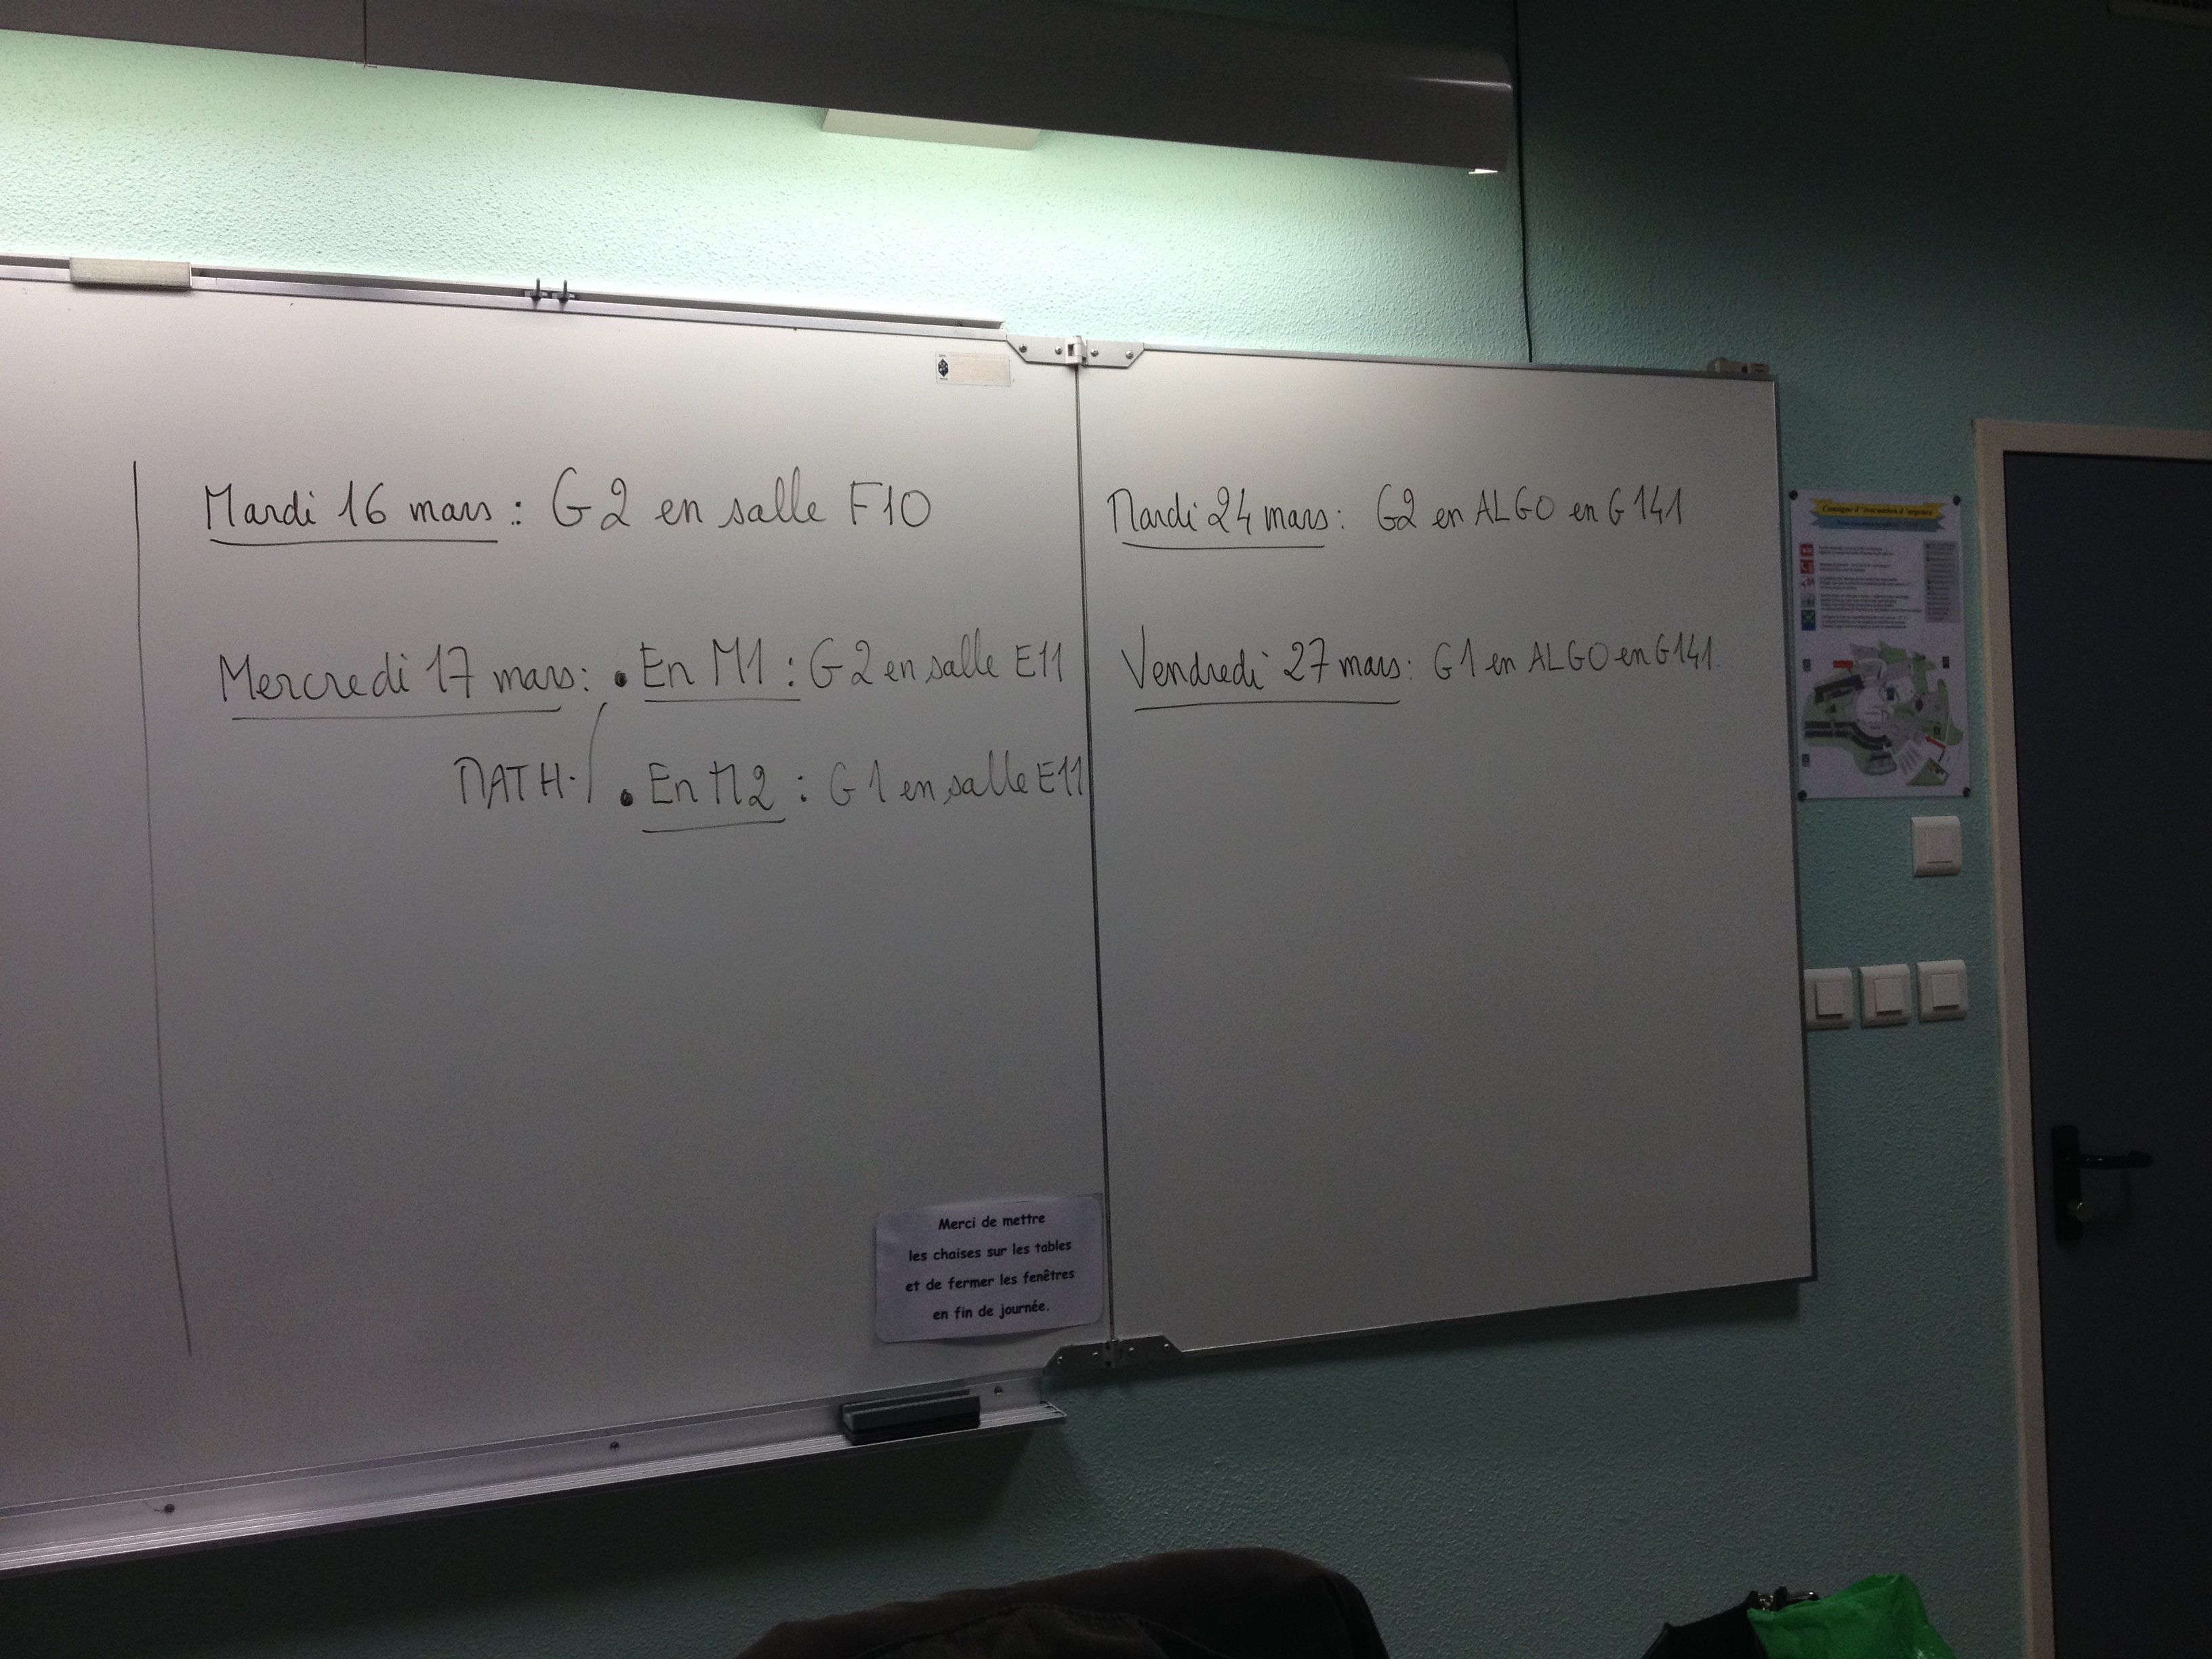 Mardi 16 mars : G2 en salle F10
Mercredi 17 mars : • En M1 : G2 en salle E11
MATH. • En M2 : G1 en salle E11
Mardi 24 mars : G2 en ALGO en G141
Vendredi 27 mars : G1 en ALGO en G141.
Merci de mettre
les chaises sur les tables
et de fermer les fenêtres
en fin de journée.
Consigne d'évacuation d'urgence